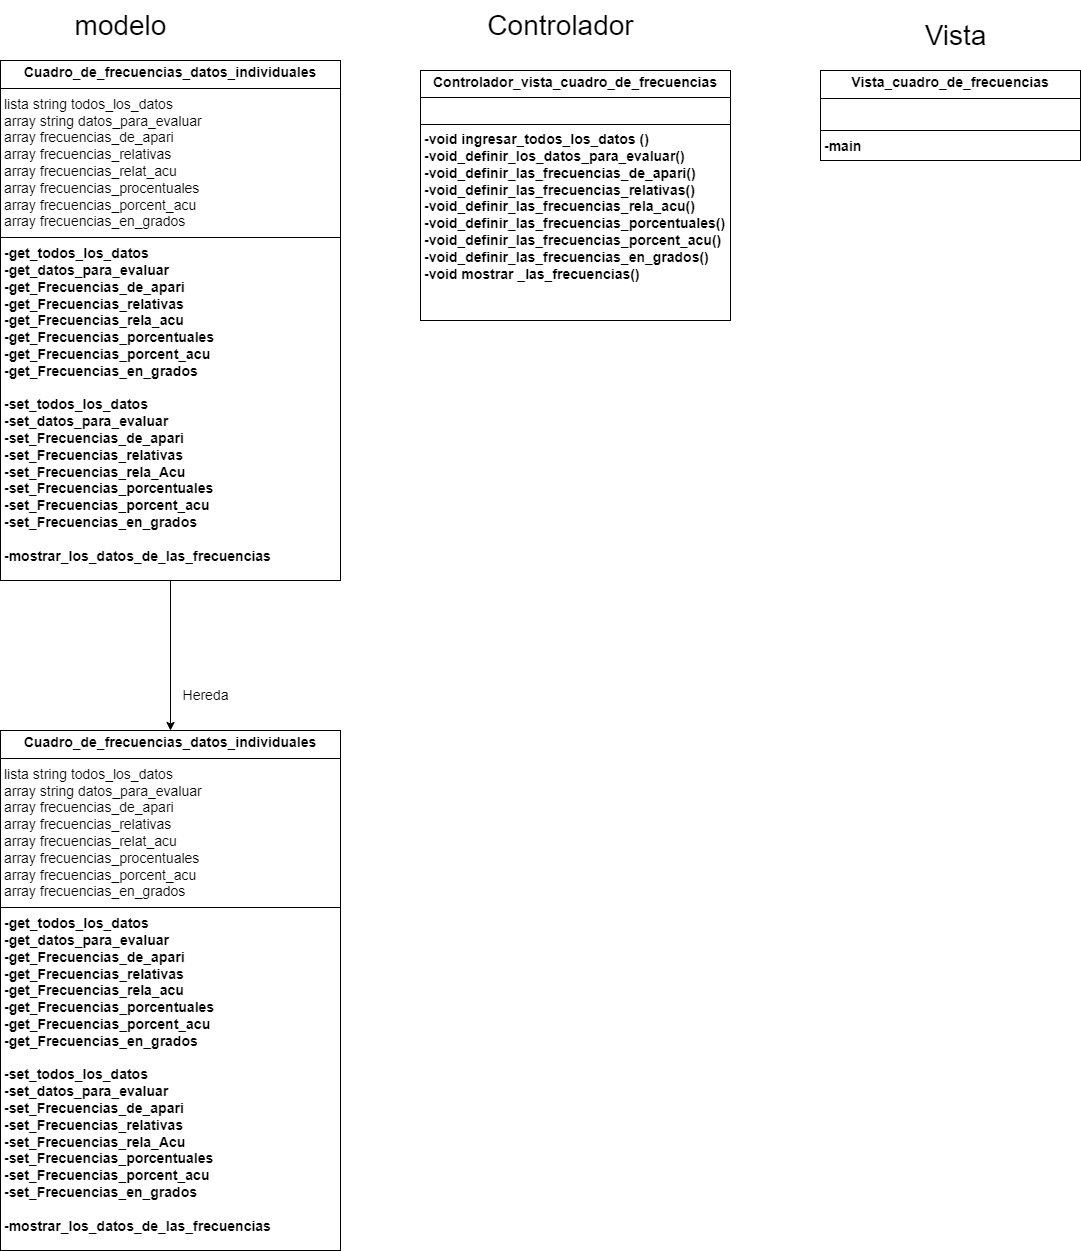 modelo
Cuadro_de_frecuencias_datos_individuales
lista string todos_los_datos
array string datos_para_evaluar
array frecuencias_de_apari
array frecuencias_relativas
array frecuencias_relat_acu
array frecuencias_procentuales
array frecuencias_porcent_acu
array frecuencias_en_grados
-get_todos_los_datos
-get_datos_para_evaluar
-get_Frecuencias_de_apari
-get_Frecuencias_relativas
-get_Frecuencias_rela_acu
-get_Frecuencias_porcentuales
-get_Frecuencias_porcent_acu
-get_Frecuencias_en_grados
-set_todos_los_datos
-set_datos_para_evaluar
-set_Frecuencias_de_apari
-set_Frecuencias_relativas
-set_Frecuencias_rela_Acu
-set_Frecuencias_porcentuales
-set_Frecuencias_porcent_acu
-set_Frecuencias_en_grados
-mostrar_los_datos_de_las_frecuencias
Hereda
Cuadro_de_frecuencias_datos_individuales
lista string todos_los_datos
array string datos_para_evaluar
array frecuencias_de_apari
array frecuencias_relativas
array frecuencias_relat_acu
array frecuencias_procentuales
array frecuencias_porcent_acu
array frecuencias_en_grados
-get_todos_los_datos
-get_datos_para_evaluar
-get_Frecuencias_de_apari
-get_Frecuencias_relativas
-get_Frecuencias_rela_acu
-get_Frecuencias_porcentuales
-get_Frecuencias_porcent_acu
-get_Frecuencias_en_grados
-set_todos_los_datos
-set_datos_para_evaluar
-set_Frecuencias_de_apari
-set_Frecuencias_relativas
-set_Frecuencias_rela_Acu
-set_Frecuencias_porcentuales
-set_Frecuencias_porcent_acu
-set_Frecuencias_en_grados
-mostrar_los_datos_de_las_frecuencias
Controlador
Controlador_vista_cuadro_de_frecuencias
-void ingresar_todos_los_datos ()
-void_definir_los_datos_para_evaluar()
-void_definir_las_frecuencias_de_apari()
-void_definir_las_frecuencias_relativas()
-void_definir_las_frecuencias_rela_acu()
-void_definir_las_frecuencias_porcentuales()
-void_definir_las_frecuencias_porcent_acu()
-void_definir_las_frecuencias_en_grados()
-void mostrar _las_frecuencias()
Vista
Vista_cuadro_de_frecuencias
-main